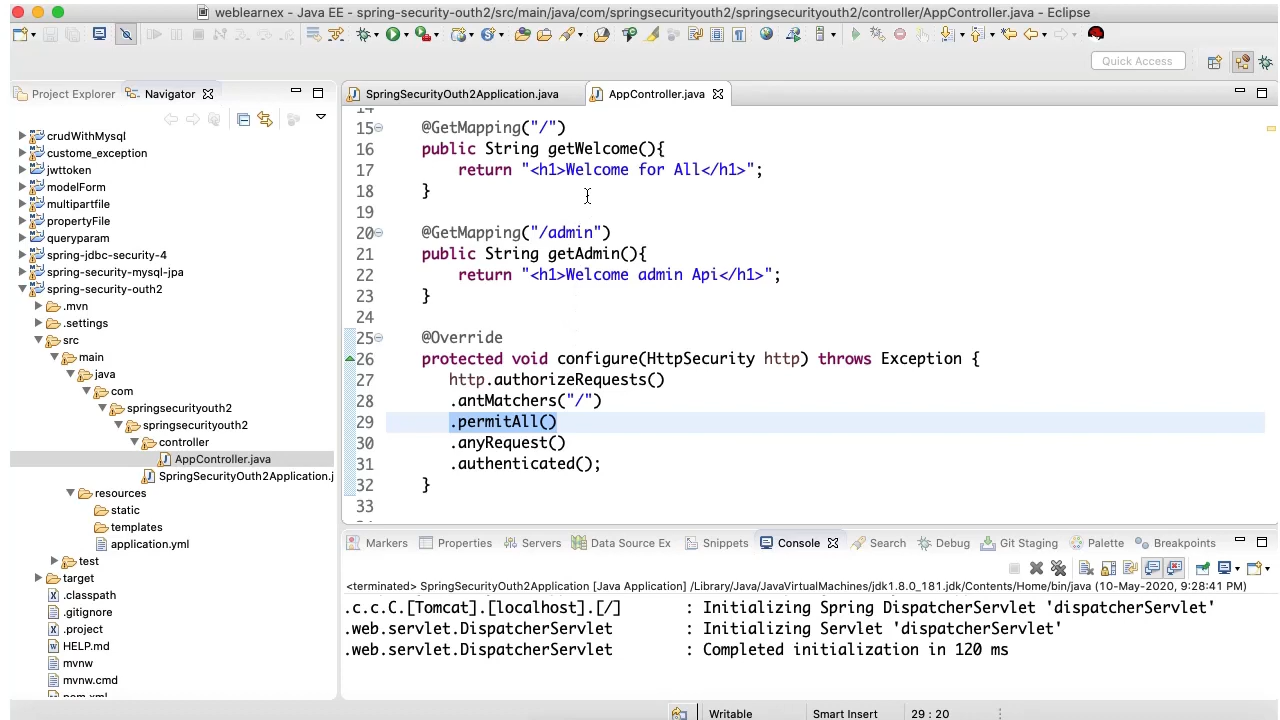 weblearnex - Java EE - spring-security-outh2/src/main/java/com/springsecurityouth2/springsecurityouth2/controller/AppController.java - Eclipse
Quick Access
Project Explorer
Navigator
SpringSecurityOuth2Application.java
AppController.java
crudWithMysql
custome_exception
jwttoken
modelForm
multipartfile
propertyFile
queryparam
spring-jdbc-security-4
spring-security-mysql-jpa
spring-security-outh2
.mvn
.settings
src
main
java
com
springsecurityouth2
springsecurityouth2
controller
AppController.java
SpringSecurityOuth2Application.j
resources
static
templates
application.yml
test
target
.classpath
.gitignore
.project
HELP.md
mvnw
mvnw.cmd
pom.xml
14
15 @GetMapping("/")
16 public String getWelcome(){
17 return "<h1>Welcome for All</h1>";
18 }
19
20 @GetMapping("/admin")
21 public String getAdmin(){
22 return "<h1>Welcome admin Api</h1>";
23 }
24
25 @Override
26 protected void configure(HttpSecurity http) throws Exception {
27 http.authorizeRequests()
28 .antMatchers("/")
29 .permitAll()
30 .anyRequest()
31 .authenticated();
32 }
33
Markers Properties Servers Data Source Ex Snippets Console Search Debug Git Staging Palette Breakpoints
<terminated> SpringSecurityOuth2Application [Java Application] /Library/Java/JavaVirtualMachines/jdk1.8.0_181.jdk/Contents/Home/bin/java (10-May-2020, 9:28:41 PM)
.c.c.C.[Tomcat].[localhost].[/] : Initializing Spring DispatcherServlet 'dispatcherServlet'
.web.servlet.DispatcherServlet : Initializing Servlet 'dispatcherServlet'
.web.servlet.DispatcherServlet : Completed initialization in 120 ms
Writable Smart Insert 29 : 20